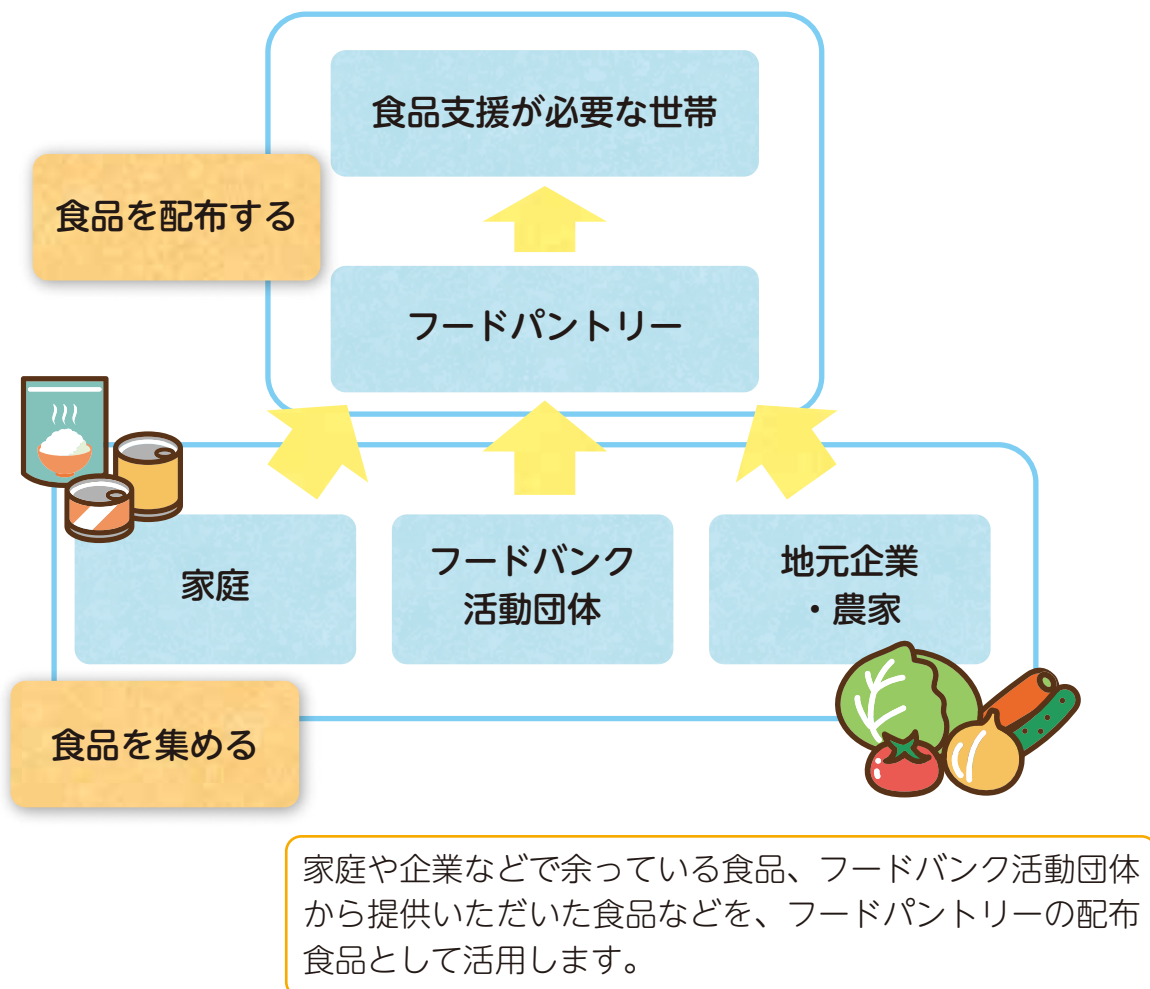 食品支援が必要な世帯
食品を配布する
フードパントリー
家庭
フードバンク
活動団体
地元企業
・農家
食品を集める
家庭や企業などで余っている食品、フードバンク活動団体
から提供いただいた食品などを、フードパントリーの配布
食品として活用します。